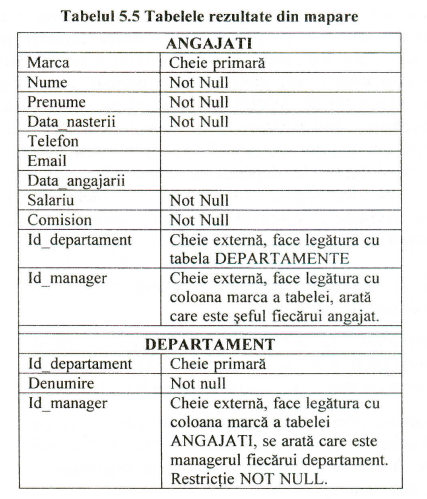 Tabelul 5.5 Tabelele rezultate din mapare
ANGAJATI
Marca Cheie primară
Nume Not Null
Prenume Not Null
Data_nasterii Not Null
Telefon
Email
Data_angajarii
Salariu Not Null
Comision Not Null
Id_departament Cheie externă, face legătura cu
tabela DEPARTAMENTE
Id_manager Cheie externă, face legătura cu
coloana marca a tabelei, arată
care este şeful fiecărui angajat.
DEPARTAMENT
Id_departament Cheie primară
Denumire Not null
Id_manager Cheie externă, face legătura cu
coloana marcă a tabelei
ANGAJATI, se arată care este
managerul fiecărui departament.
Restricţie NOT NULL.